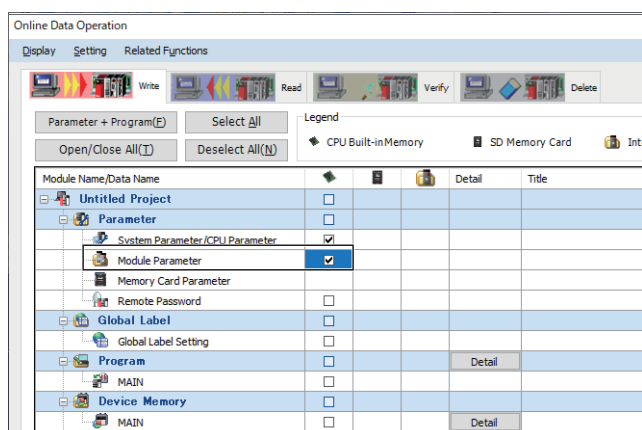 Online Data Operation
Display Setting Related Functions
Write Read Verify Delete
Parameter + Program(F) Select All Legend
CPU Built-in Memory SD Memory Card Int
Open/Close All(T) Deselect All(N)
Module Name/Data Name Detail Title
Untitled Project
Parameter
System Parameter/CPU Parameter
Module Parameter
Memory Card Parameter
Remote Password
Global Label
Global Label Setting
Program Detail
MAIN
Device Memory
MAIN Detail